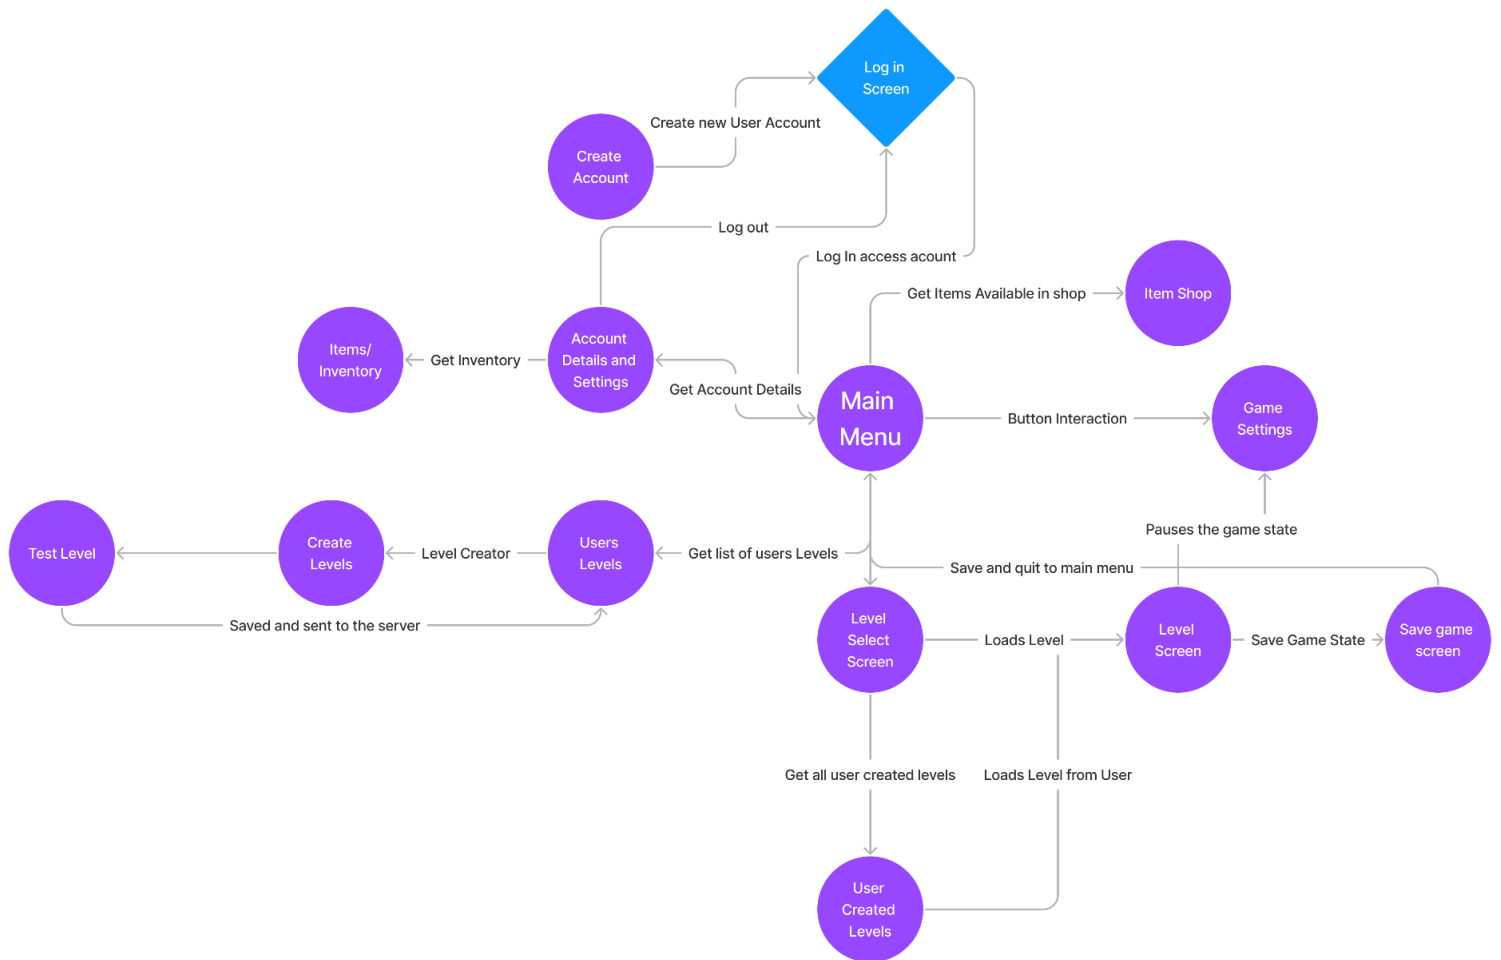 Log in
Screen
Create new User Account
Create
Account
Log out
Log In access acount
Get Items Available in shop
Item Shop
Items/
Inventory
Get Inventory
Account
Details and
Settings
Get Account Details
Main
Menu
Button Interaction
Game
Settings
Pauses the game state
Test Level
Create
Levels
Level Creator
Users
Levels
Get list of users Levels
Save and quit to main menu
Saved and sent to the server
Level
Select
Screen
Loads Level
Level
Screen
Save Game State
Save game
screen
Get all user created levels
Loads Level from User
User
Created
Levels